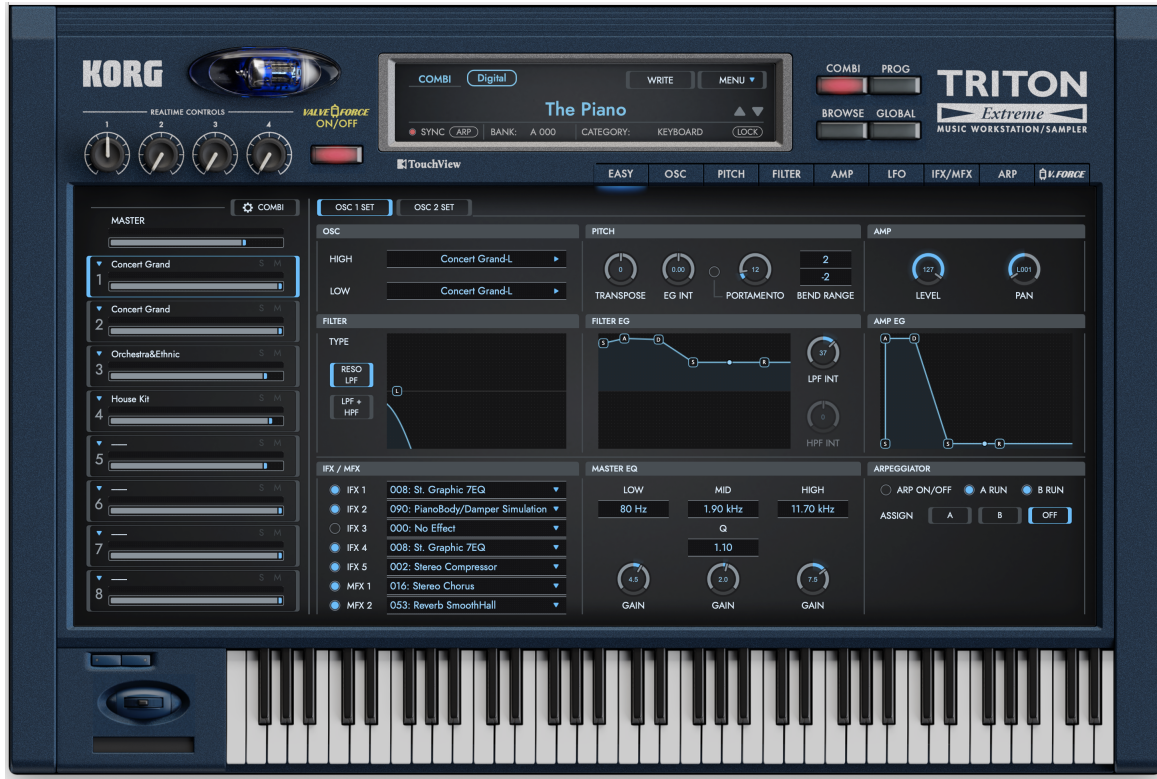 KORG
REALTIME CONTROLS
1 2 3 4
VALVE FORCE
ON/OFF
COMBI Digital WRITE MENU
The Piano
SYNC ARP BANK: A 000 CATEGORY: KEYBOARD LOCK
TouchView
COMBI PROG
BROWSE GLOBAL
TRITON
Extreme
MUSIC WORKSTATION/SAMPLER
EASY OSC PITCH FILTER AMP LFO IFX/MFX ARP V.FORCE
COMBI
MASTER
1 Concert Grand S M
2 Concert Grand S M
3 Orchestra&Ethnic S M
4 House Kit S M
5 ---- S M
6 ---- S M
7 ---- S M
8 ---- S M
OSC 1 SET OSC 2 SET
OSC
HIGH Concert Grand-L
LOW Concert Grand-L
PITCH
0 0.00 12 2
-2
TRANSPOSE EG INT PORTAMENTO BEND RANGE
AMP
127 L001
LEVEL PAN
FILTER
TYPE
RESO
LPF
LPF +
HPF
L
FILTER EG
S A D S R
37
LPF INT
0
HPF INT
AMP EG
A D
S S R
IFX / MFX
IFX 1 008: St. Graphic 7EQ
IFX 2 090: PianoBody/Damper Simulation
IFX 3 000: No Effect
IFX 4 008: St. Graphic 7EQ
IFX 5 002: Stereo Compressor
MFX 1 016: Stereo Chorus
MFX 2 053: Reverb SmoothHall
MASTER EQ
LOW MID HIGH
80 Hz 1.90 kHz 11.70 kHz
Q
1.10
4.5 2.0 7.5
GAIN GAIN GAIN
ARPEGGIATOR
ARP ON/OFF A RUN B RUN
ASSIGN A B OFF